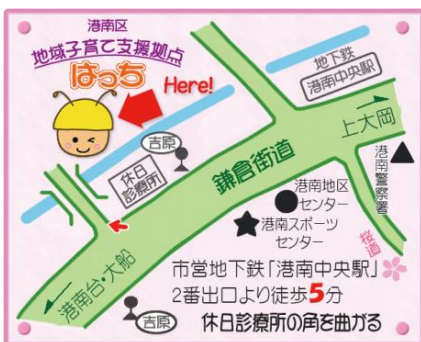 港南区
地域子育て支援拠点
はっち
Here!
地下鉄
港南中央駅
上大岡
吉原
休日
診療所
鎌倉街道
港南警察署
港南地区
センター
港南スポーツ
センター
桜道
港南台・大船
市営地下鉄「港南中央駅」
2番出口より徒歩5分
吉原
休日診療所の角を曲がる